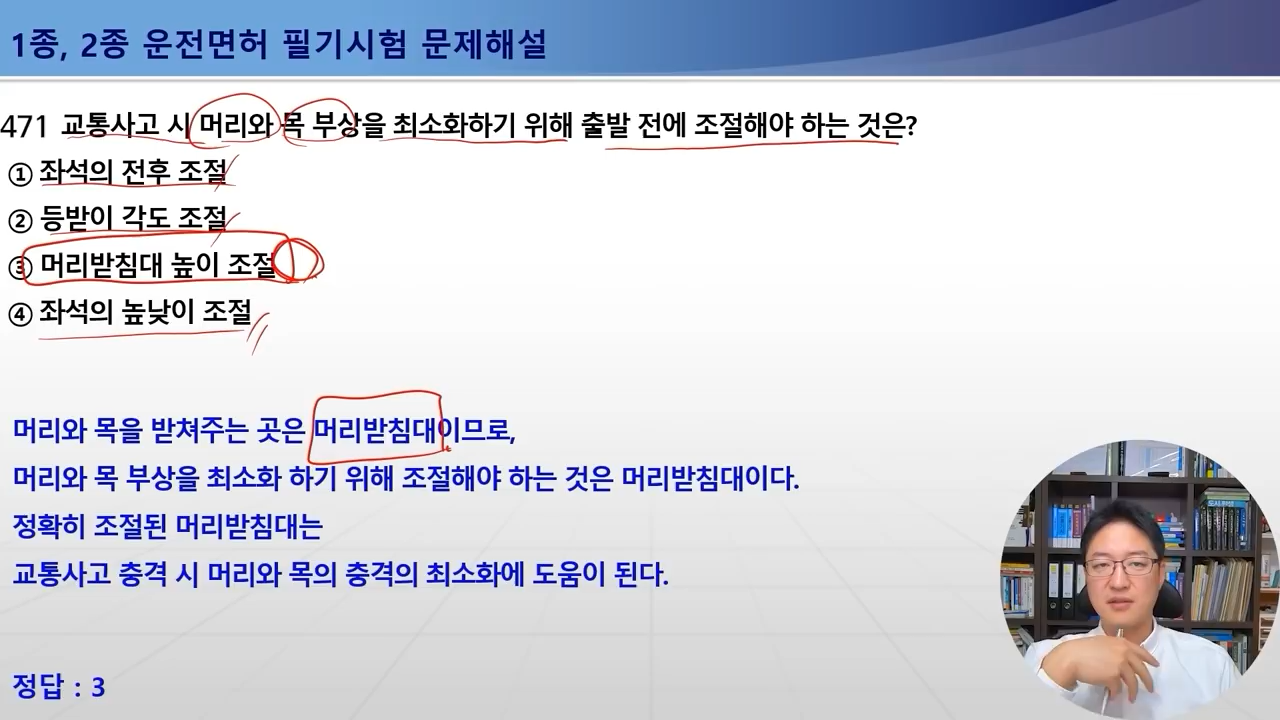 1종, 2종 운전면허 필기시험 문제해설
471 교통사고 시 머리와 목 부상을 최소화하기 위해 출발 전에 조절해야 하는 것은?
① 좌석의 전후 조절
② 등받이 각도 조절
③ 머리받침대 높이 조절
④ 좌석의 높낮이 조절
머리와 목을 받쳐주는 곳은 머리받침대이므로,
머리와 목 부상을 최소화 하기 위해 조절해야 하는 것은 머리받침대이다.
정확히 조절된 머리받침대는
교통사고 충격 시 머리와 목의 충격의 최소화에 도움이 된다.
정답 : 3